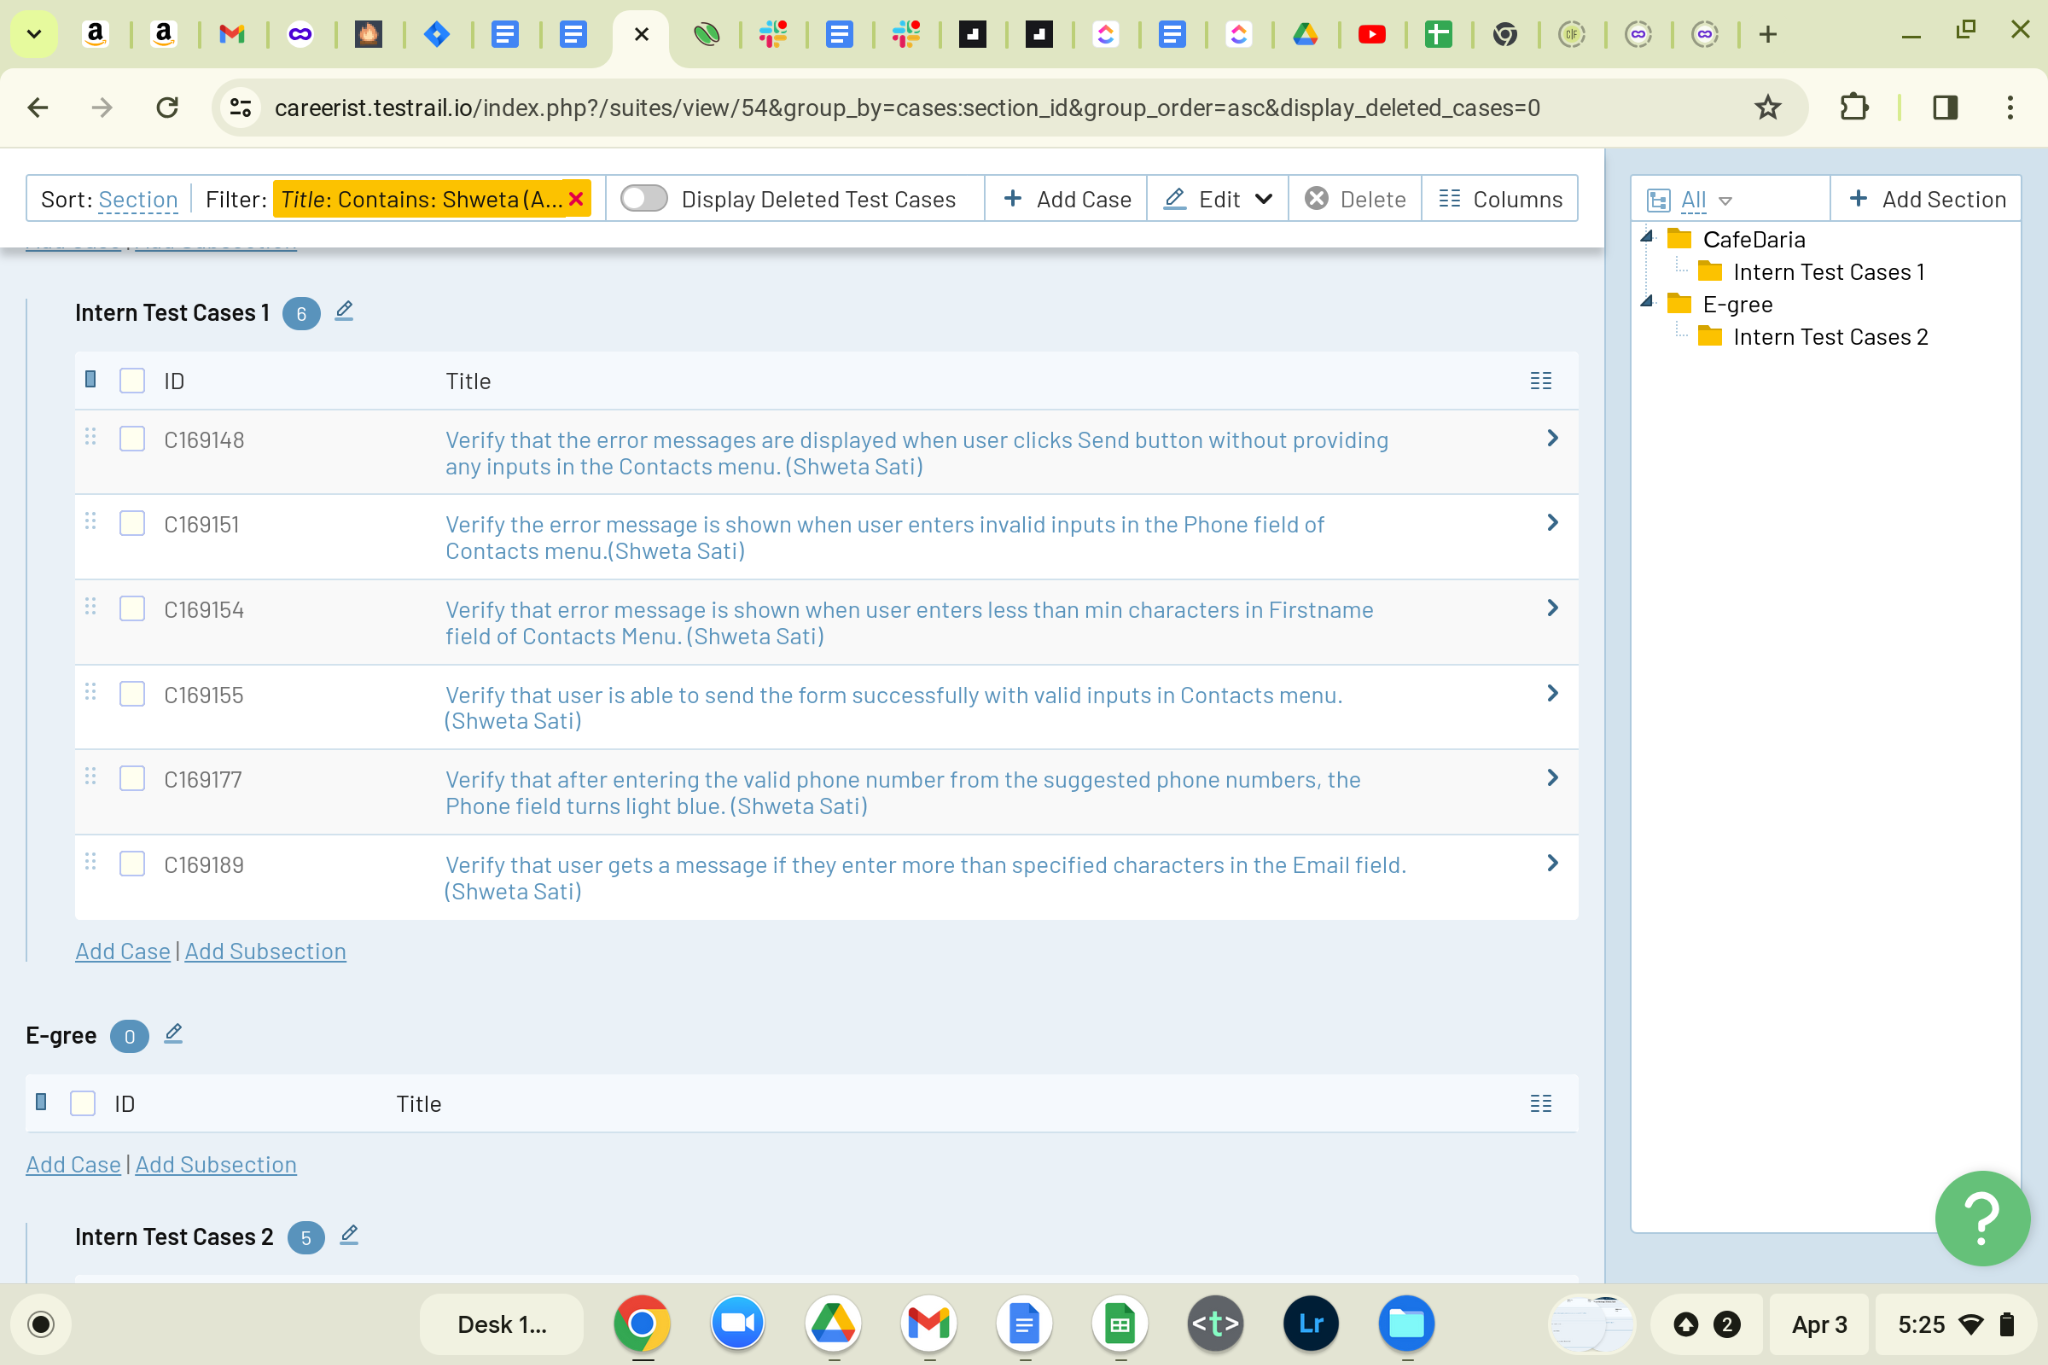 careerist.testrail.io/index.php?/suites/view/54&group_by=cases:section_id&group_order=asc&display_deleted_cases=0
Sort: Section Filter: Title: Contains: Shweta (A... Display Deleted Test Cases + Add Case Edit Delete Columns
All + Add Section
CafeDaria
Intern Test Cases 1
E-gree
Intern Test Cases 2
Add Case | Add Subsection
Intern Test Cases 1 6
ID Title
C169148 Verify that the error messages are displayed when user clicks Send button without providing
any inputs in the Contacts menu. (Shweta Sati)
C169151 Verify the error message is shown when user enters invalid inputs in the Phone field of
Contacts menu.(Shweta Sati)
C169154 Verify that error message is shown when user enters less than min characters in Firstname
field of Contacts Menu. (Shweta Sati)
C169155 Verify that user is able to send the form successfully with valid inputs in Contacts menu.
(Shweta Sati)
C169177 Verify that after entering the valid phone number from the suggested phone numbers, the
Phone field turns light blue. (Shweta Sati)
C169189 Verify that user gets a message if they enter more than specified characters in the Email field.
(Shweta Sati)
Add Case | Add Subsection
E-gree 0
ID Title
Add Case | Add Subsection
Intern Test Cases 2 5
?
Desk 1...
<t>
Lr
2
Apr 3
5:25